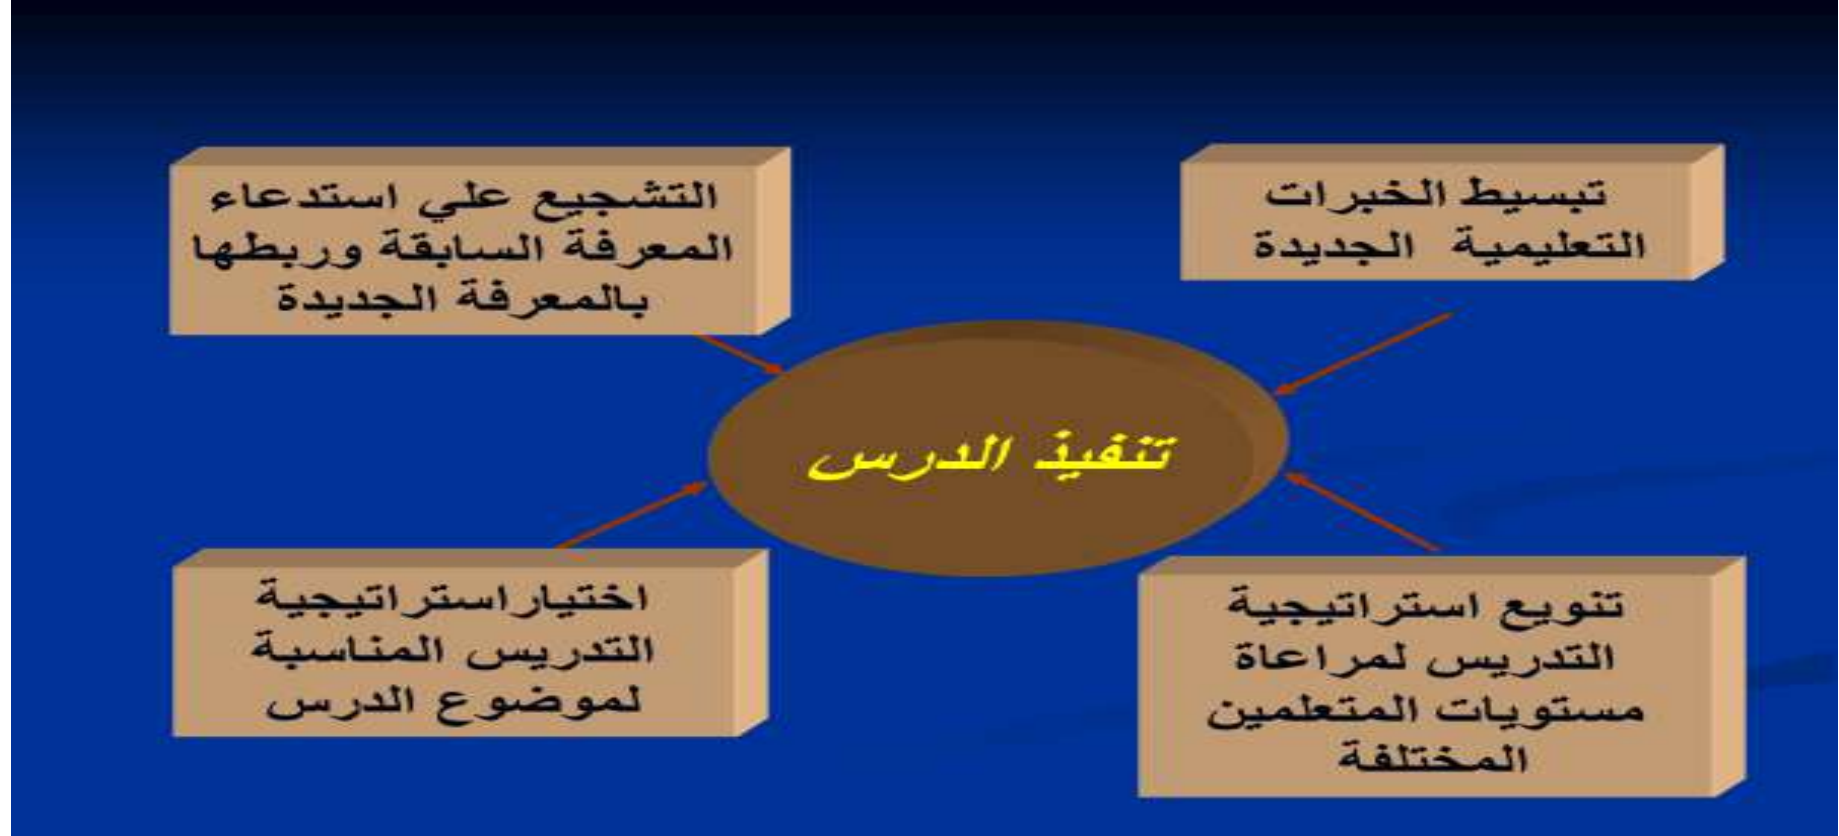 تبسيط الخبرات
التعليمية الجديدة
التشجيع علي استدعاء
المعرفة السابقة وربطها
بالمعرفة الجديدة
تنفيذ الدرس
تنويع استراتيجية
التدريس لمراعاة
مستويات المتعلمين
المختلفة
اختياراستراتيجية
التدريس المناسبة
لموضوع الدرس